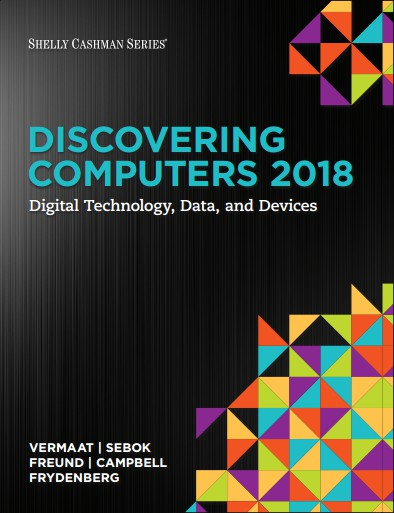 SHELLY CASHMAN SERIES®
DISCOVERING
COMPUTERS 2018
Digital Technology, Data, and Devices
VERMAAT | SEBOK
FREUND | CAMPBELL
FRYDENBERG